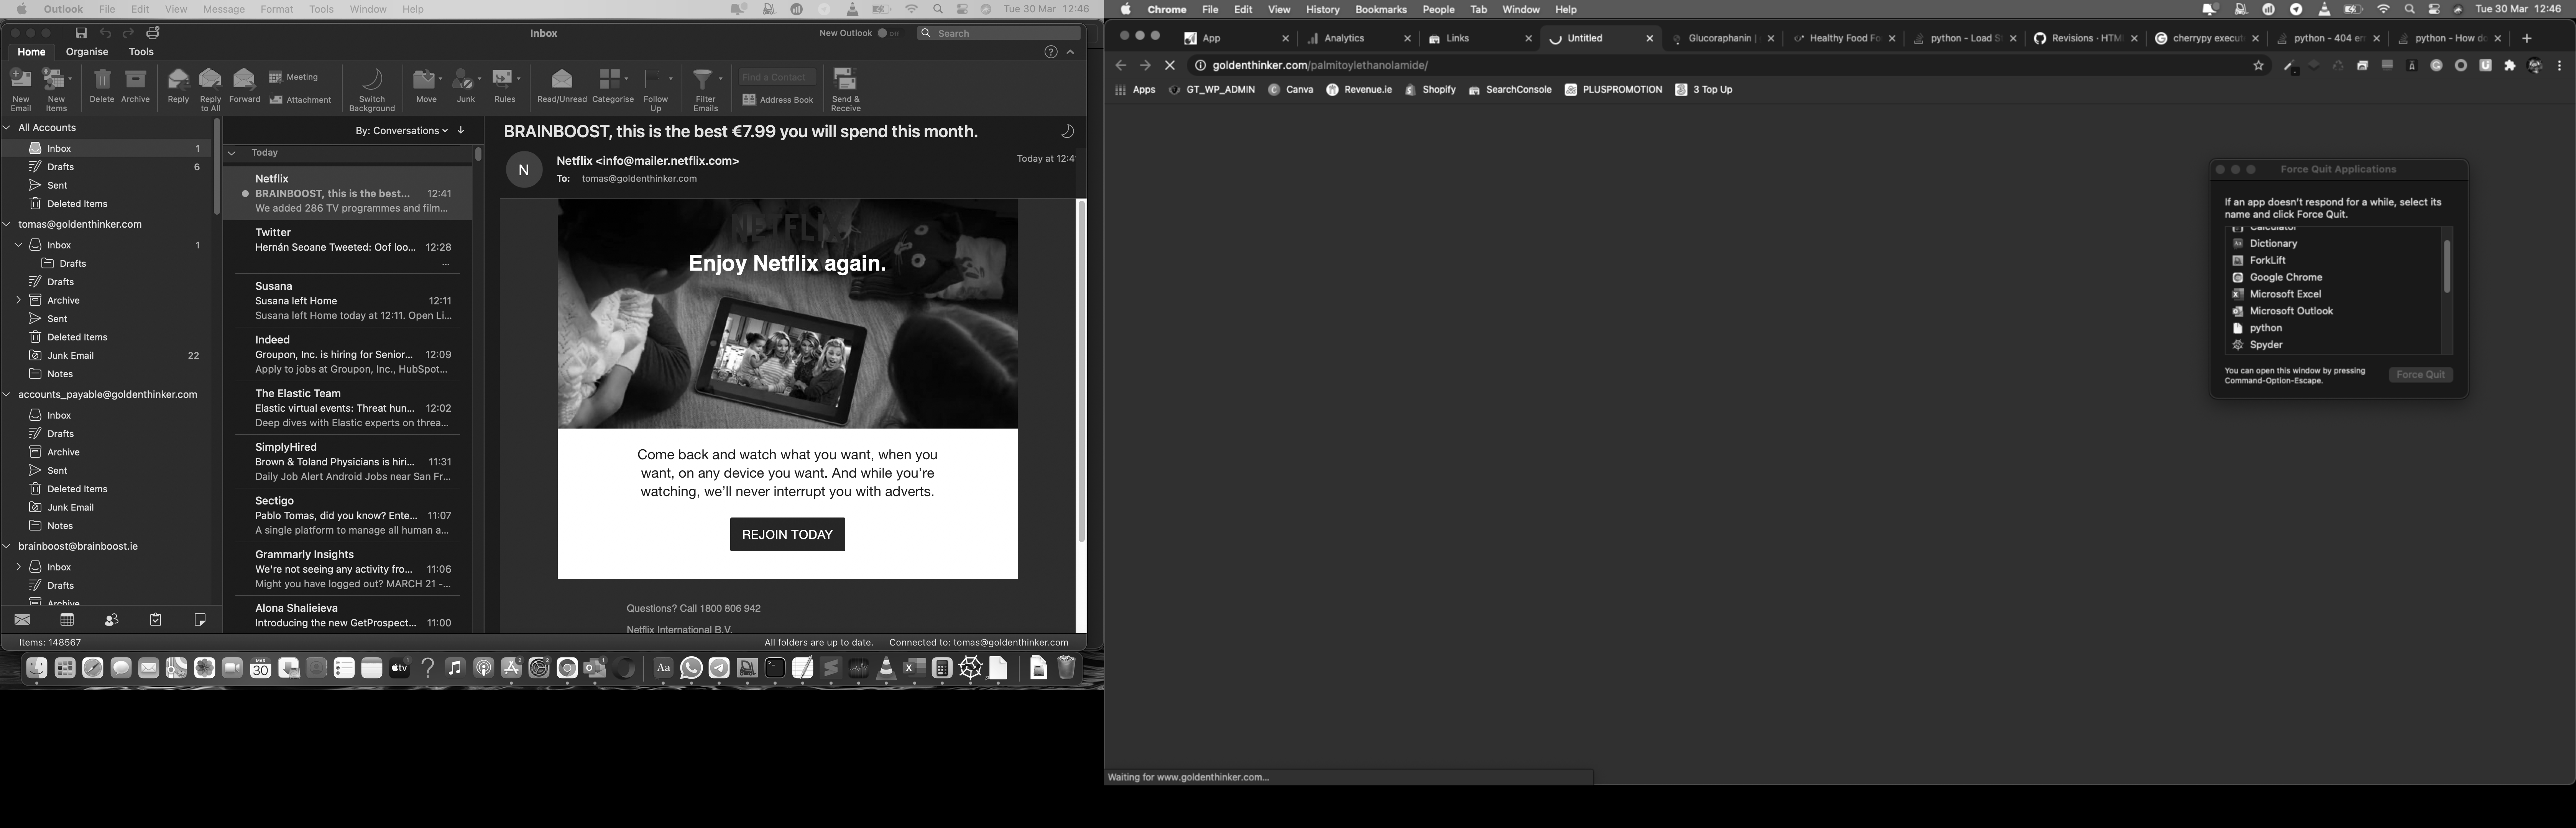 Outlook File Edit View Message Format Tools Window Help
Tue 30 Mar 12:46
Inbox
New Outlook
Search
Home Organise Tools
New Email
New Items
Delete
Archive
Reply
Reply to All
Forward
Meeting
Attachment
Switch Background
Move
Junk
Rules
Read/Unread
Categorise
Follow Up
Filter Emails
Find a Contact
Address Book
Send & Receive
All Accounts
Inbox 1
Drafts 6
Sent
Deleted Items
tomas@goldenthinker.com
Inbox 1
Drafts
Drafts
Archive
Sent
Deleted Items
Junk Email 22
Notes
accounts_payable@goldenthinker.com
Inbox
Drafts
Archive
Sent
Deleted Items
Junk Email
Notes
brainboost@brainboost.ie
Inbox
Drafts
Archive
By: Conversations
Today
Netflix
BRAINBOOST, this is the best... 12:41
We added 286 TV programmes and film...
Twitter
Hernán Seoane Tweeted: Oof loo... 12:28
...
Susana
Susana left Home 12:11
Susana left Home today at 12:11. Open Li...
Indeed
Groupon, Inc. is hiring for Senior... 12:09
Apply to jobs at Groupon, Inc., HubSpot...
The Elastic Team
Elastic virtual events: Threat hun... 12:02
Deep dives with Elastic experts on threa...
SimplyHired
Brown & Toland Physicians is hiri... 11:31
Daily Job Alert Android Jobs near San Fr...
Sectigo
Pablo Tomas, did you know? Ente... 11:07
A single platform to manage all human a...
Grammarly Insights
We're not seeing any activity fro... 11:06
Might you have logged out? MARCH 21 -...
Alona Shalieieva
Introducing the new GetProspect... 11:00
BRAINBOOST, this is the best €7.99 you will spend this month.
N
Netflix <info@mailer.netflix.com>
Today at 12:4
To: tomas@goldenthinker.com
NETFLIX
Enjoy Netflix again.
Come back and watch what you want, when you
want, on any device you want. And while you're
watching, we'll never interrupt you with adverts.
REJOIN TODAY
Questions? Call 1800 806 942
Netflix International B.V.
Items: 148567
All folders are up to date. Connected to: tomas@goldenthinker.com
MAR
30
tv
Aa
Chrome File Edit View History Bookmarks People Tab Window Help
Tue 30 Mar 12:46
App
Analytics
Links
Untitled
Glucoraphanin |
Healthy Food Fo
python - Load S
Revisions · HTM
cherrypy execut
python - 404 er
python - How do
goldenthinker.com/palmitoylethanolamide/
Apps GT_WP_ADMIN Canva Revenue.ie Shopify SearchConsole PLUSPROMOTION 3 Top Up
Force Quit Applications
If an app doesn't respond for a while, select its
name and click Force Quit.
Calculator
Dictionary
ForkLift
Google Chrome
Microsoft Excel
Microsoft Outlook
python
Spyder
You can open this window by pressing
Command-Option-Escape.
Force Quit
Waiting for www.goldenthinker.com...